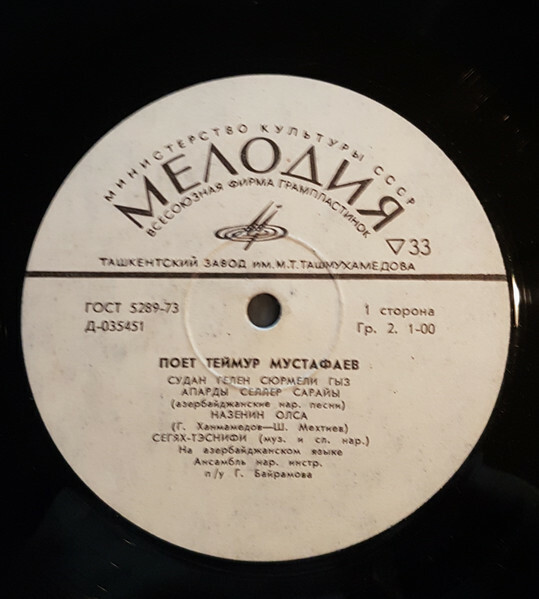 МИНИСТЕРСТВО КУЛЬТУРЫ СССР
МЕЛОДИЯ
ВСЕСОЮЗНАЯ ФИРМА ГРАМПЛАСТИНОК
33
ТАШКЕНТСКИЙ ЗАВОД ИМ. М.Т. ТАШМУХАМЕДОВА
ГОСТ 5289-73
Д-035451
1 сторона
Гр. 2. 1-00
ПОЕТ ТЕЙМУР МУСТАФАЕВ
СУДАН ГЕЛЕН СЮРМЕЛИ ГЫЗ
АПАРДЫ СЕЛЛЕР САРАЙЫ
(азербайджанские нар. песни)
НАЗЕНИН ОЛСА
(Г. Ханмамедов—Ш. Мехтиев)
СЕГЯХ-ТЭСНИФИ (муз. и сл. нар.)
На азербайджанском языке
Ансамбль нар. инстр.
п/у Г. Байрамова